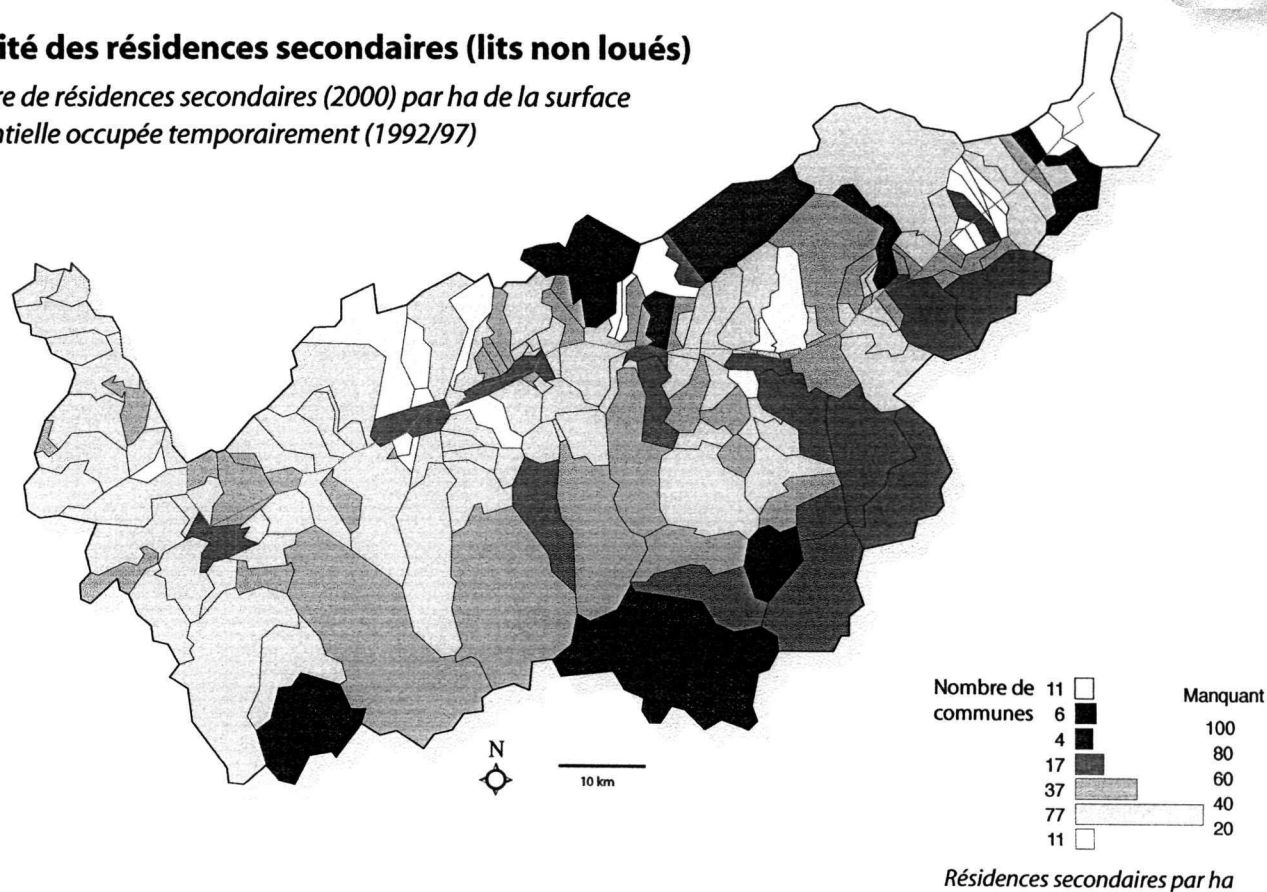 ité des résidences secondaires (lits non loués)
re de résidences secondaires (2000) par ha de la surface
ntielle occupée temporairement (1992/97)
N
10 km
Nombre de communes
Manquant
11
6
4
17
37
77
11
100
80
60
40
20
Résidences secondaires par ha